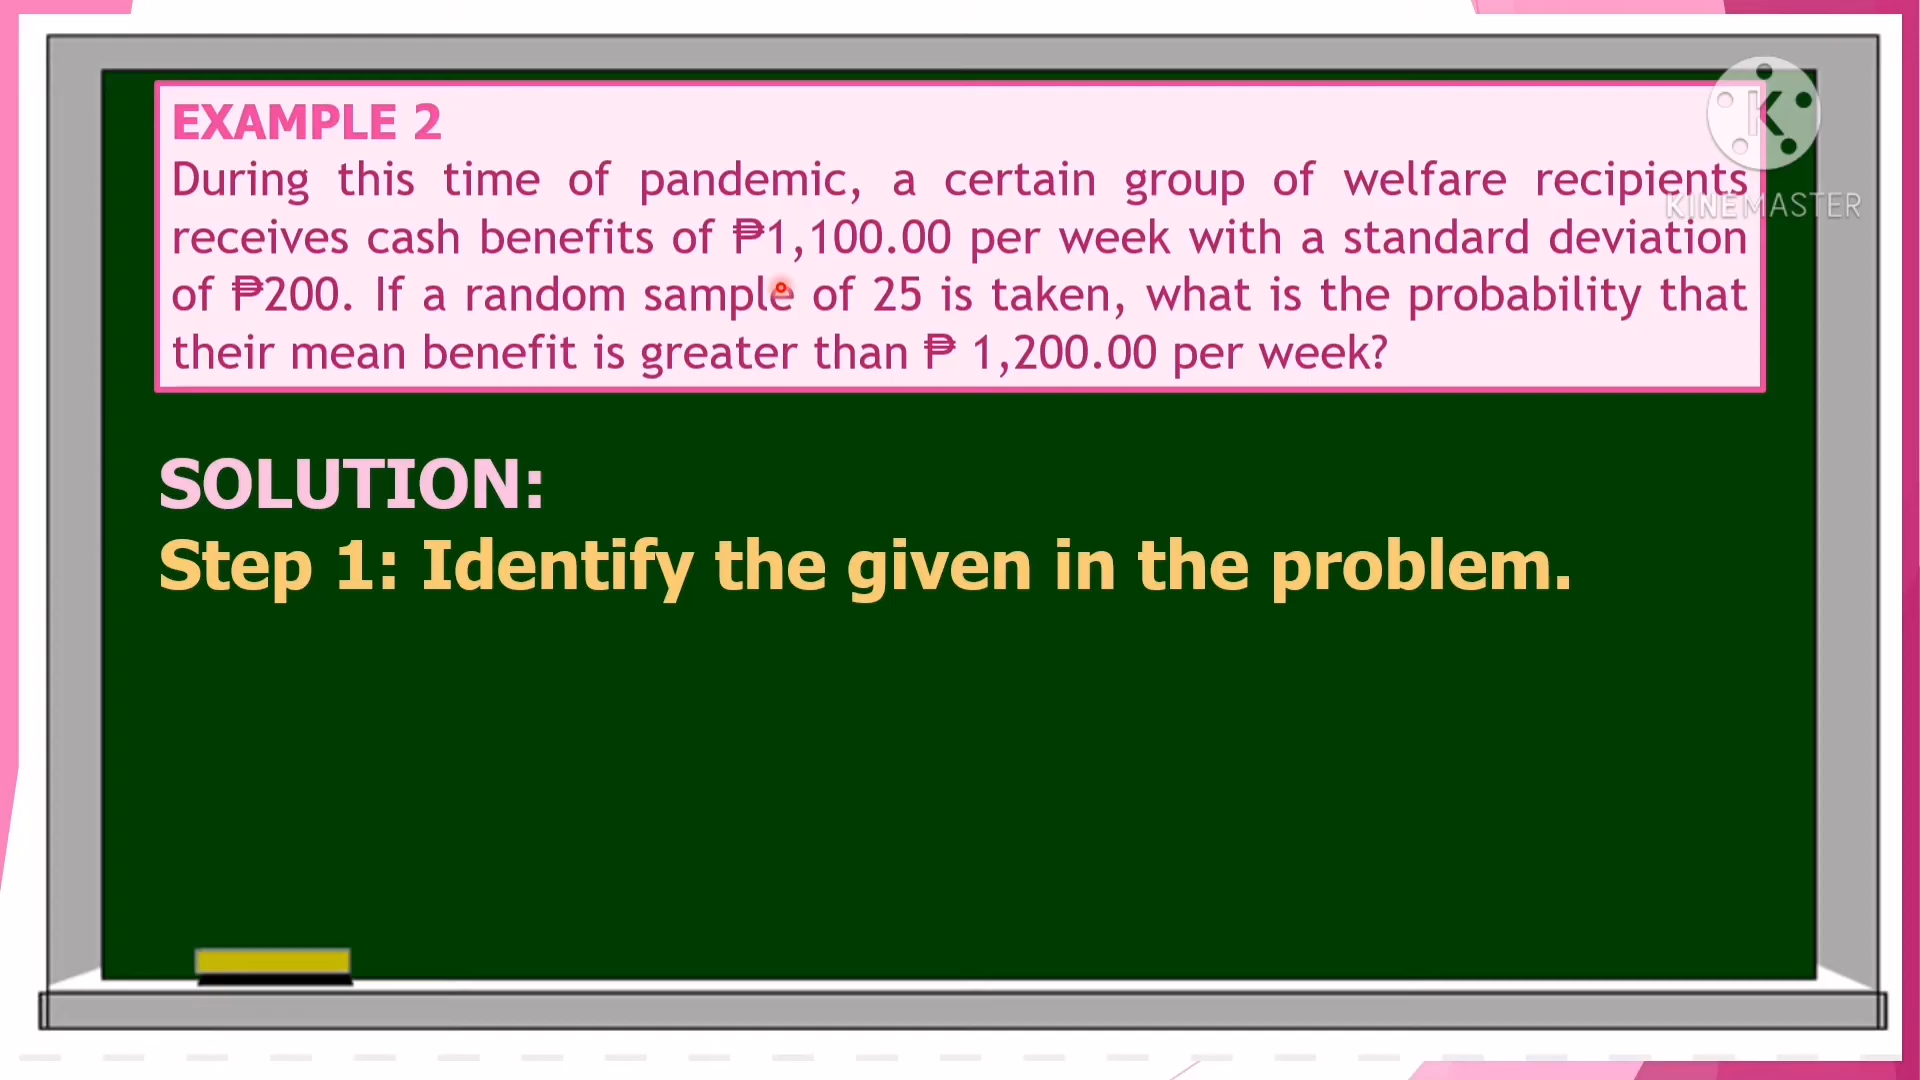 EXAMPLE 2
During this time of pandemic, a certain group of welfare recipients
receives cash benefits of ₱1,100.00 per week with a standard deviation
of ₱200. If a random sample of 25 is taken, what is the probability that
their mean benefit is greater than ₱ 1,200.00 per week?
K
KINEMASTER
SOLUTION:
Step 1: Identify the given in the problem.